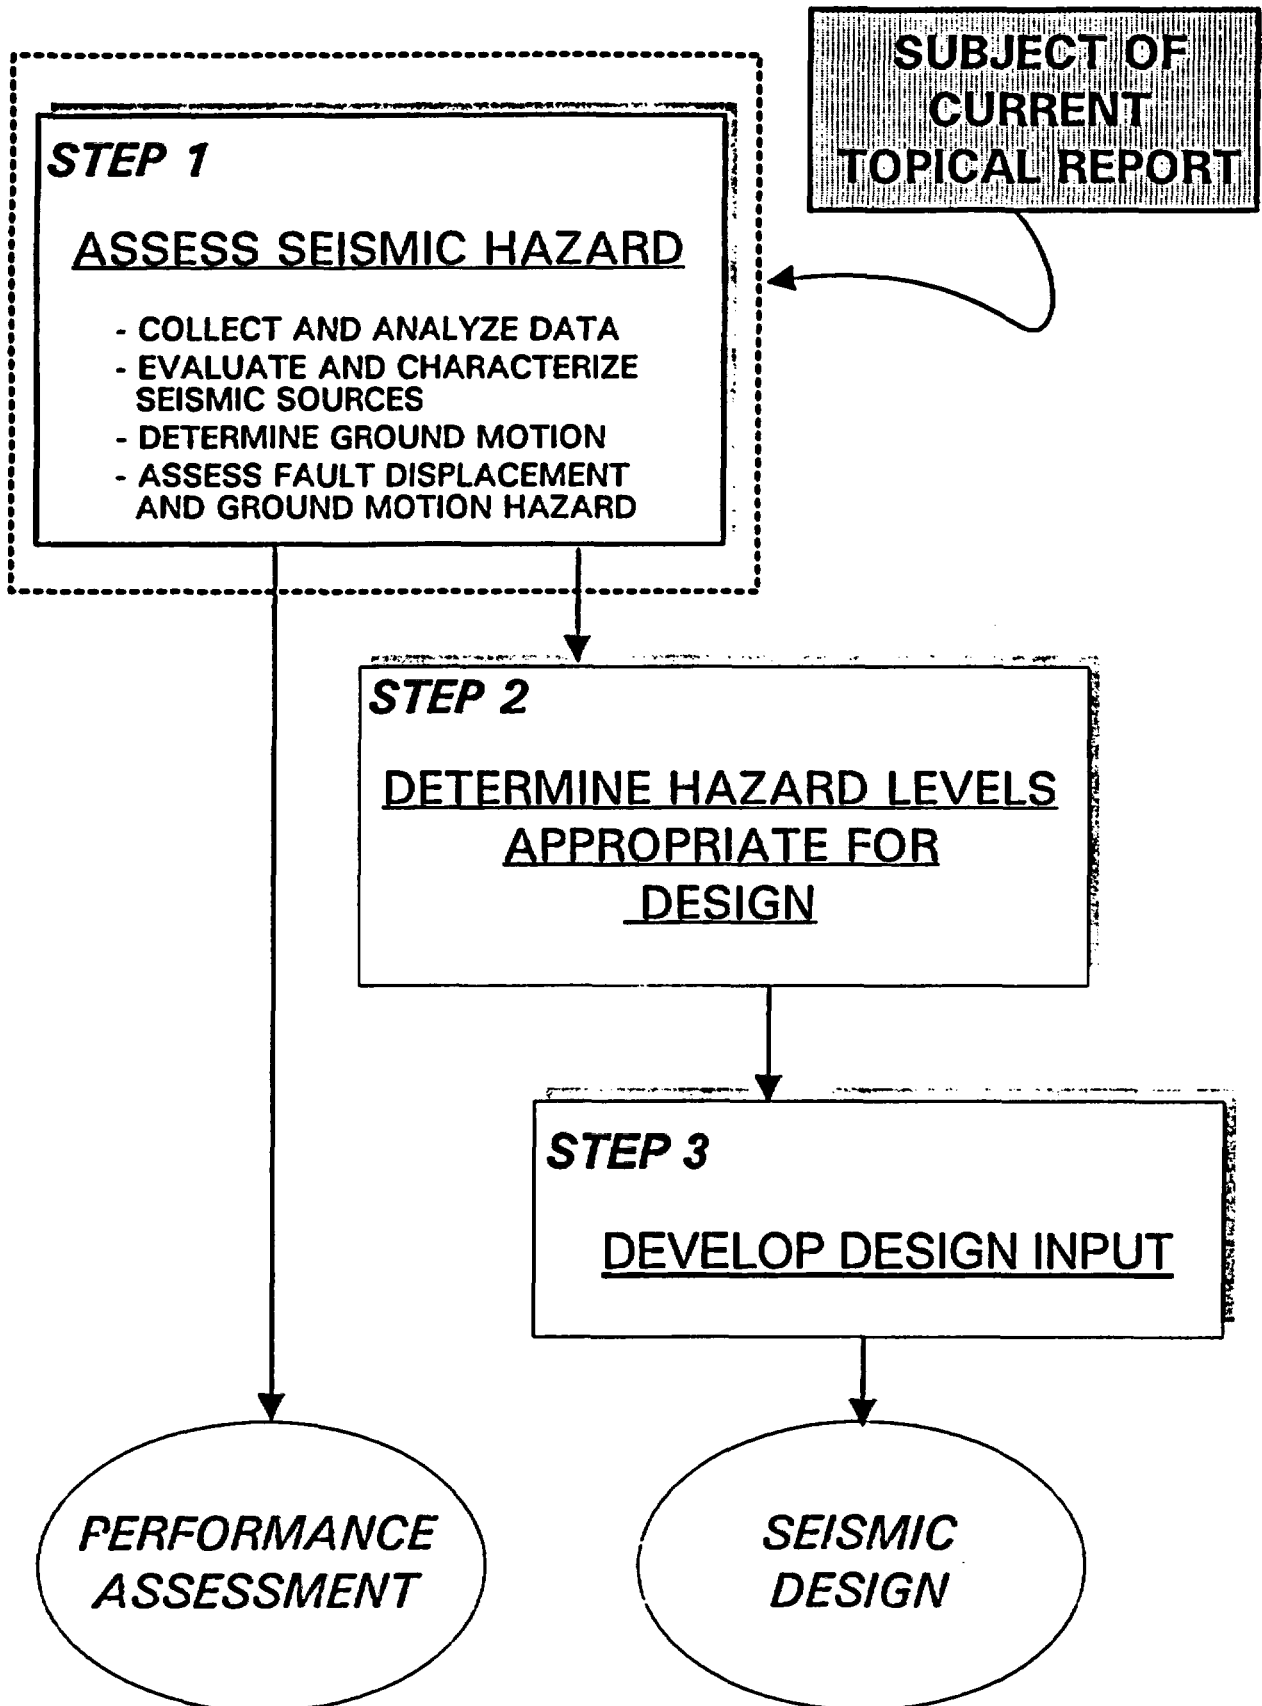 SUBJECT OF
CURRENT
TOPICAL REPORT
STEP 1
ASSESS SEISMIC HAZARD
- COLLECT AND ANALYZE DATA
- EVALUATE AND CHARACTERIZE
SEISMIC SOURCES
- DETERMINE GROUND MOTION
- ASSESS FAULT DISPLACEMENT
AND GROUND MOTION HAZARD
STEP 2
DETERMINE HAZARD LEVELS
APPROPRIATE FOR
DESIGN
STEP 3
DEVELOP DESIGN INPUT
PERFORMANCE
ASSESSMENT
SEISMIC
DESIGN